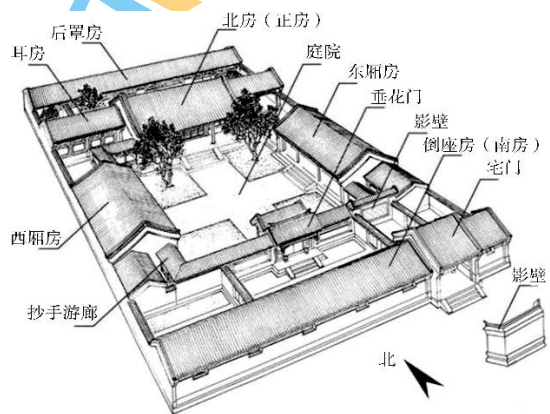 北房（正房）
后罩房
庭院
耳房
东厢房
垂花门
影壁
倒座房（南房）
宅门
西厢房
影壁
抄手游廊
北